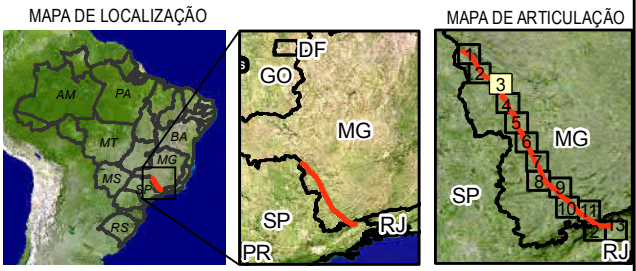 MAPA DE LOCALIZAÇÃO
AM
PA
MT
BA
MG
MS
SP
RS
DF
GO
MG
SP
PR
RJ
MAPA DE ARTICULAÇÃO
1
2
3
4
5
6
7
8
9
10
11
2
13
MG
SP
RJ